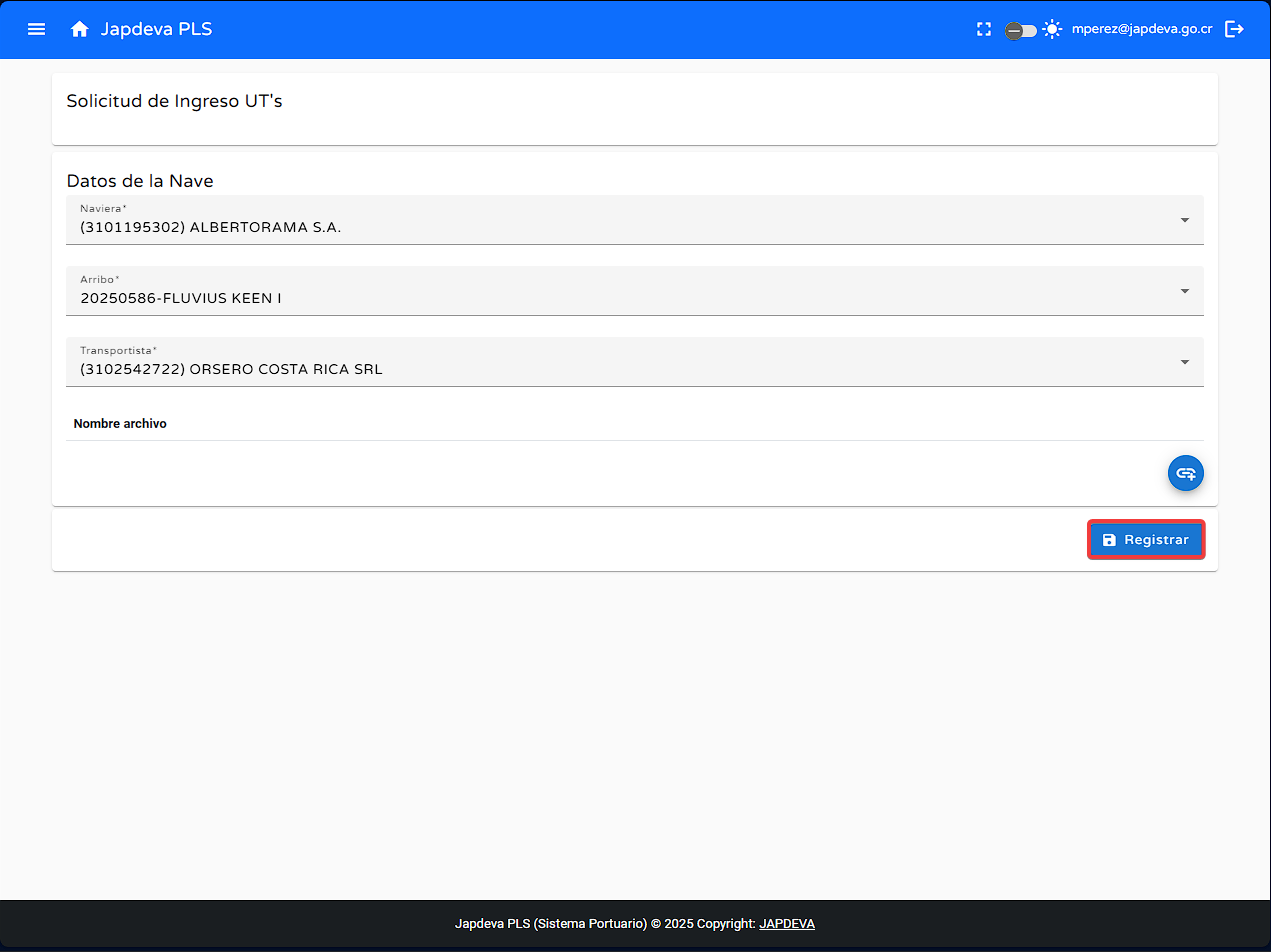 Japdeva PLS
mperez@japdeva.go.cr
Solicitud de Ingreso UT's
Datos de la Nave
Naviera*
(3101195302) ALBERTORAMA S.A.
Arribo*
20250586-FLUVIUS KEEN I
Transportista*
(3102542722) ORSERO COSTA RICA SRL
Nombre archivo
Registrar
Japdeva PLS (Sistema Portuario) © 2025 Copyright: JAPDEVA